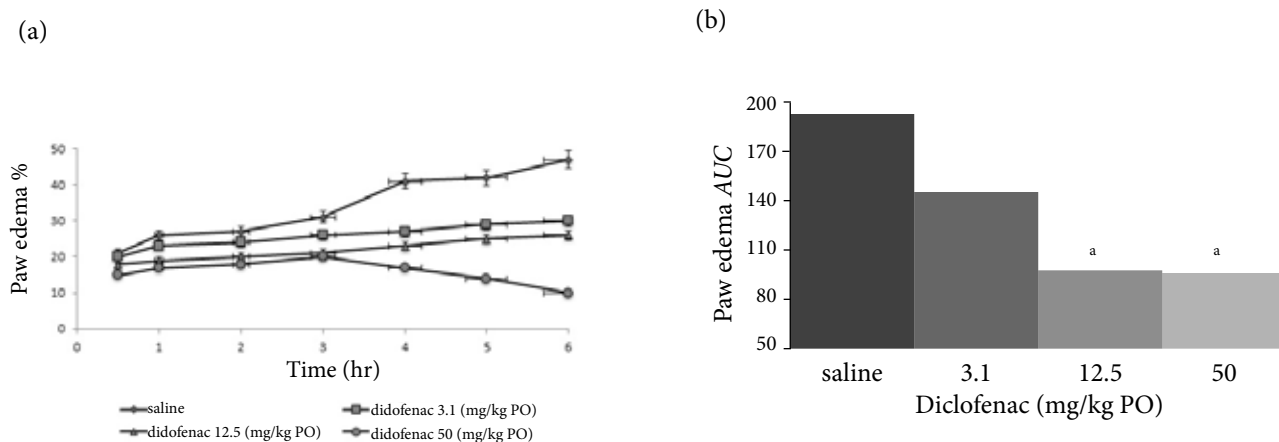 (a)
Paw edema %
50
40
30
20
10
0
0 1 2 3 4 5 6
Time (hr)
saline
didofenac 3.1 (mg/kg PO)
didofenac 12.5 (mg/kg PO)
didofenac 50 (mg/kg PO)
(b)
Paw edema AUC
200
170
140
110
80
50
a a
saline 3.1 12.5 50
Diclofenac (mg/kg PO)